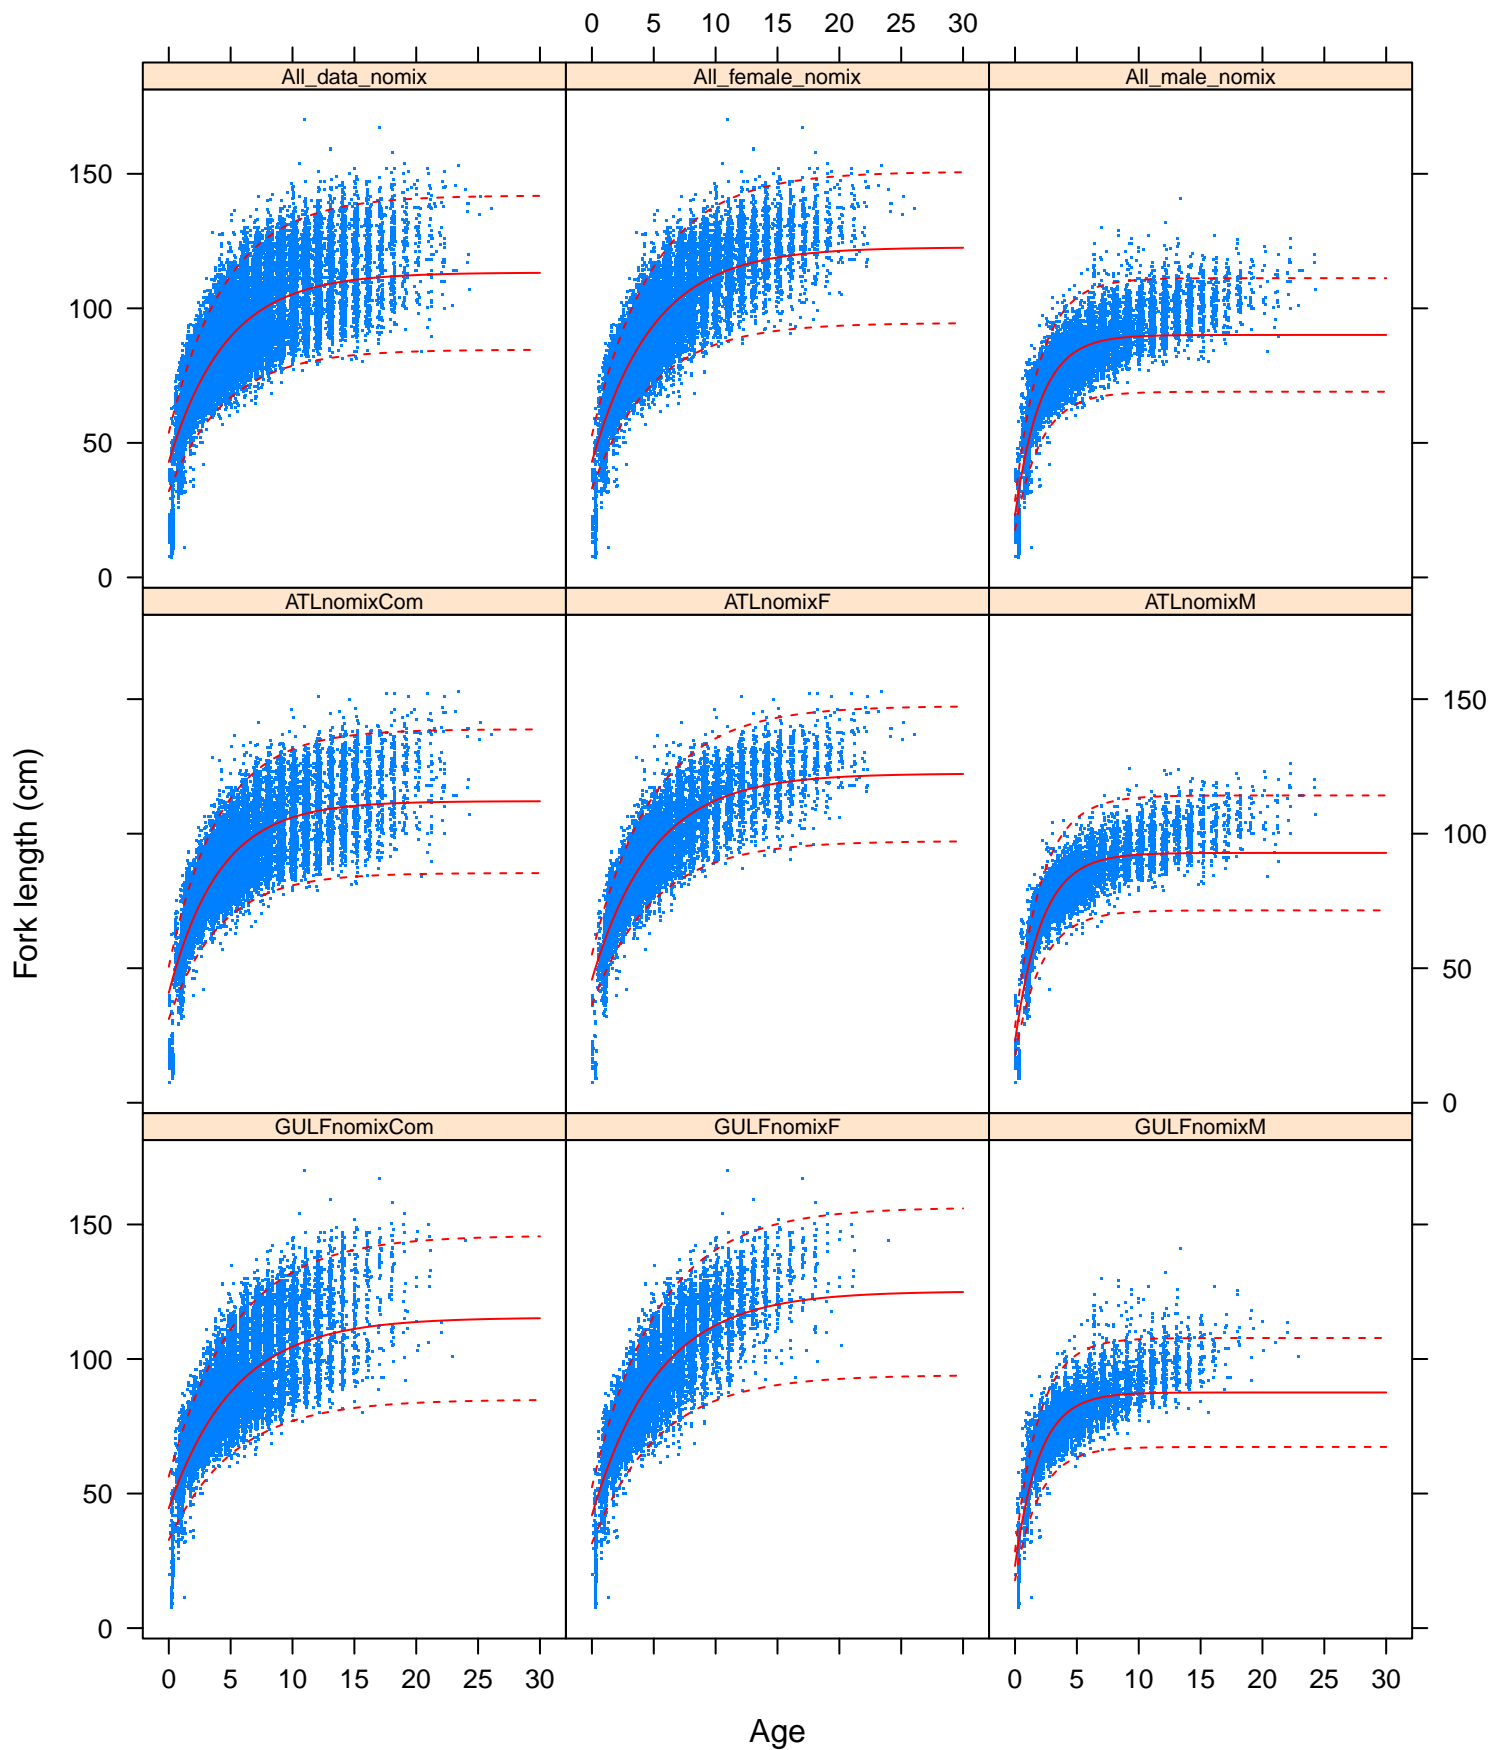 0 5 10 15 20 25 30
All_data_nomix All_female_nomix All_male_nomix
150
100
50
0
ATLnomixCom ATLnomixF ATLnomixM
150
100
50
0
Fork length (cm)
GULFnomixCom GULFnomixF GULFnomixM
150
100
50
0
0 5 10 15 20 25 30 0 5 10 15 20 25 30
Age